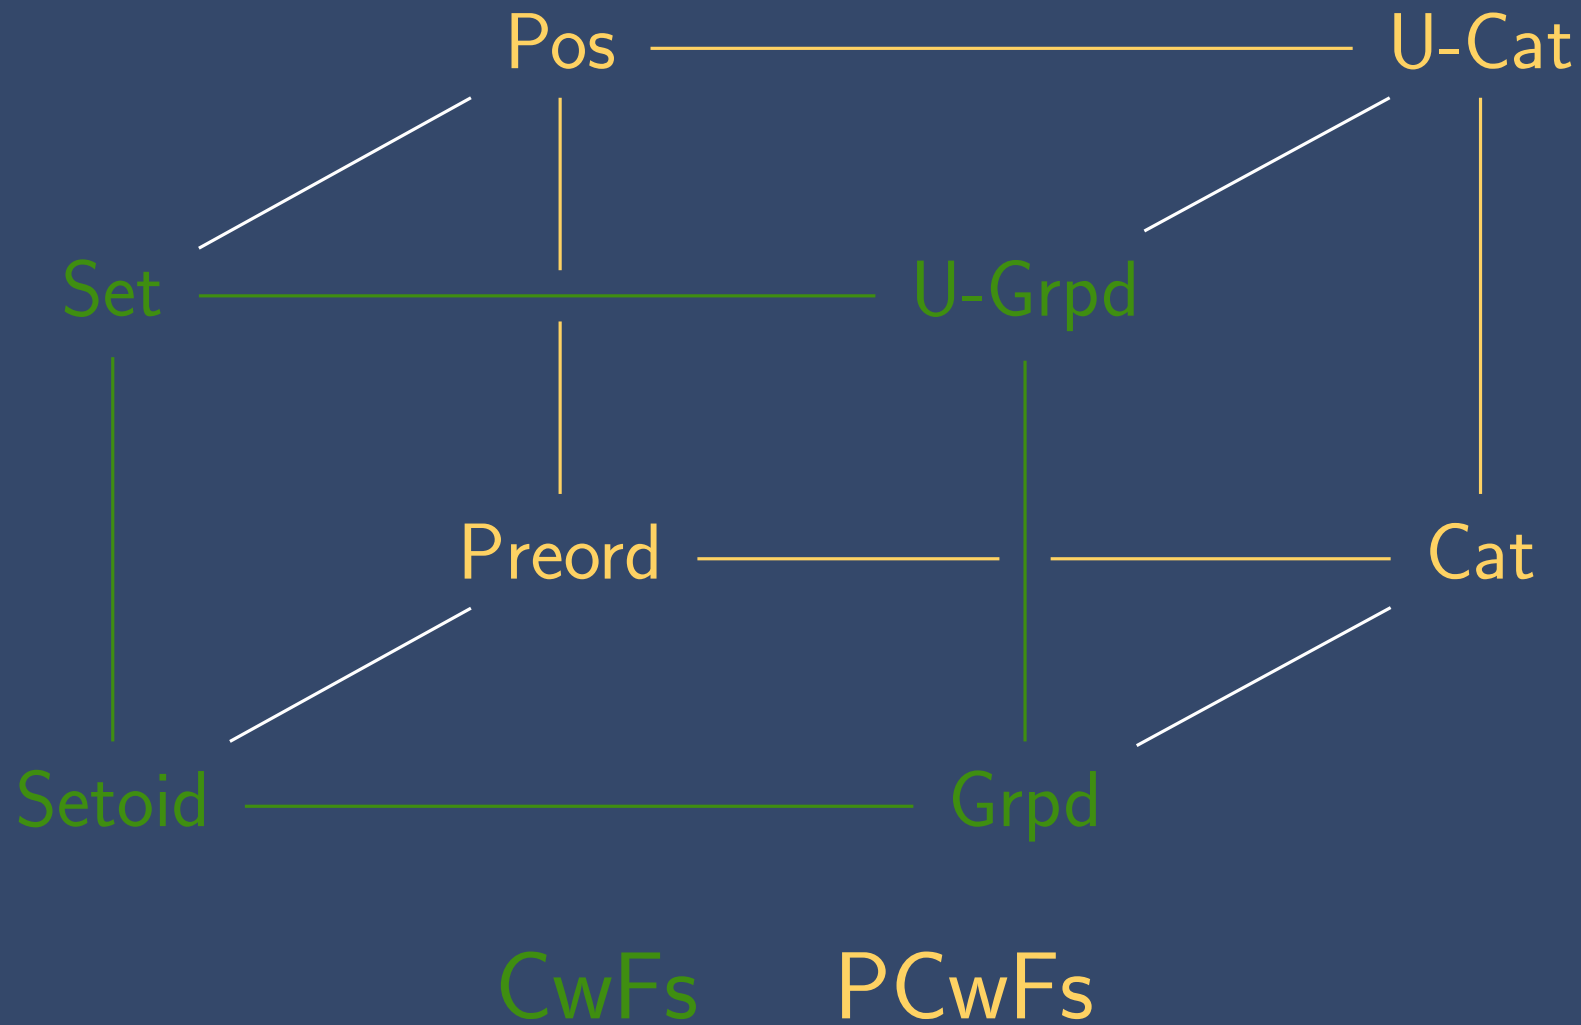 Pos U-Cat
Set U-Grpd
Preord Cat
Setoid Grpd
CwFs PCwFs